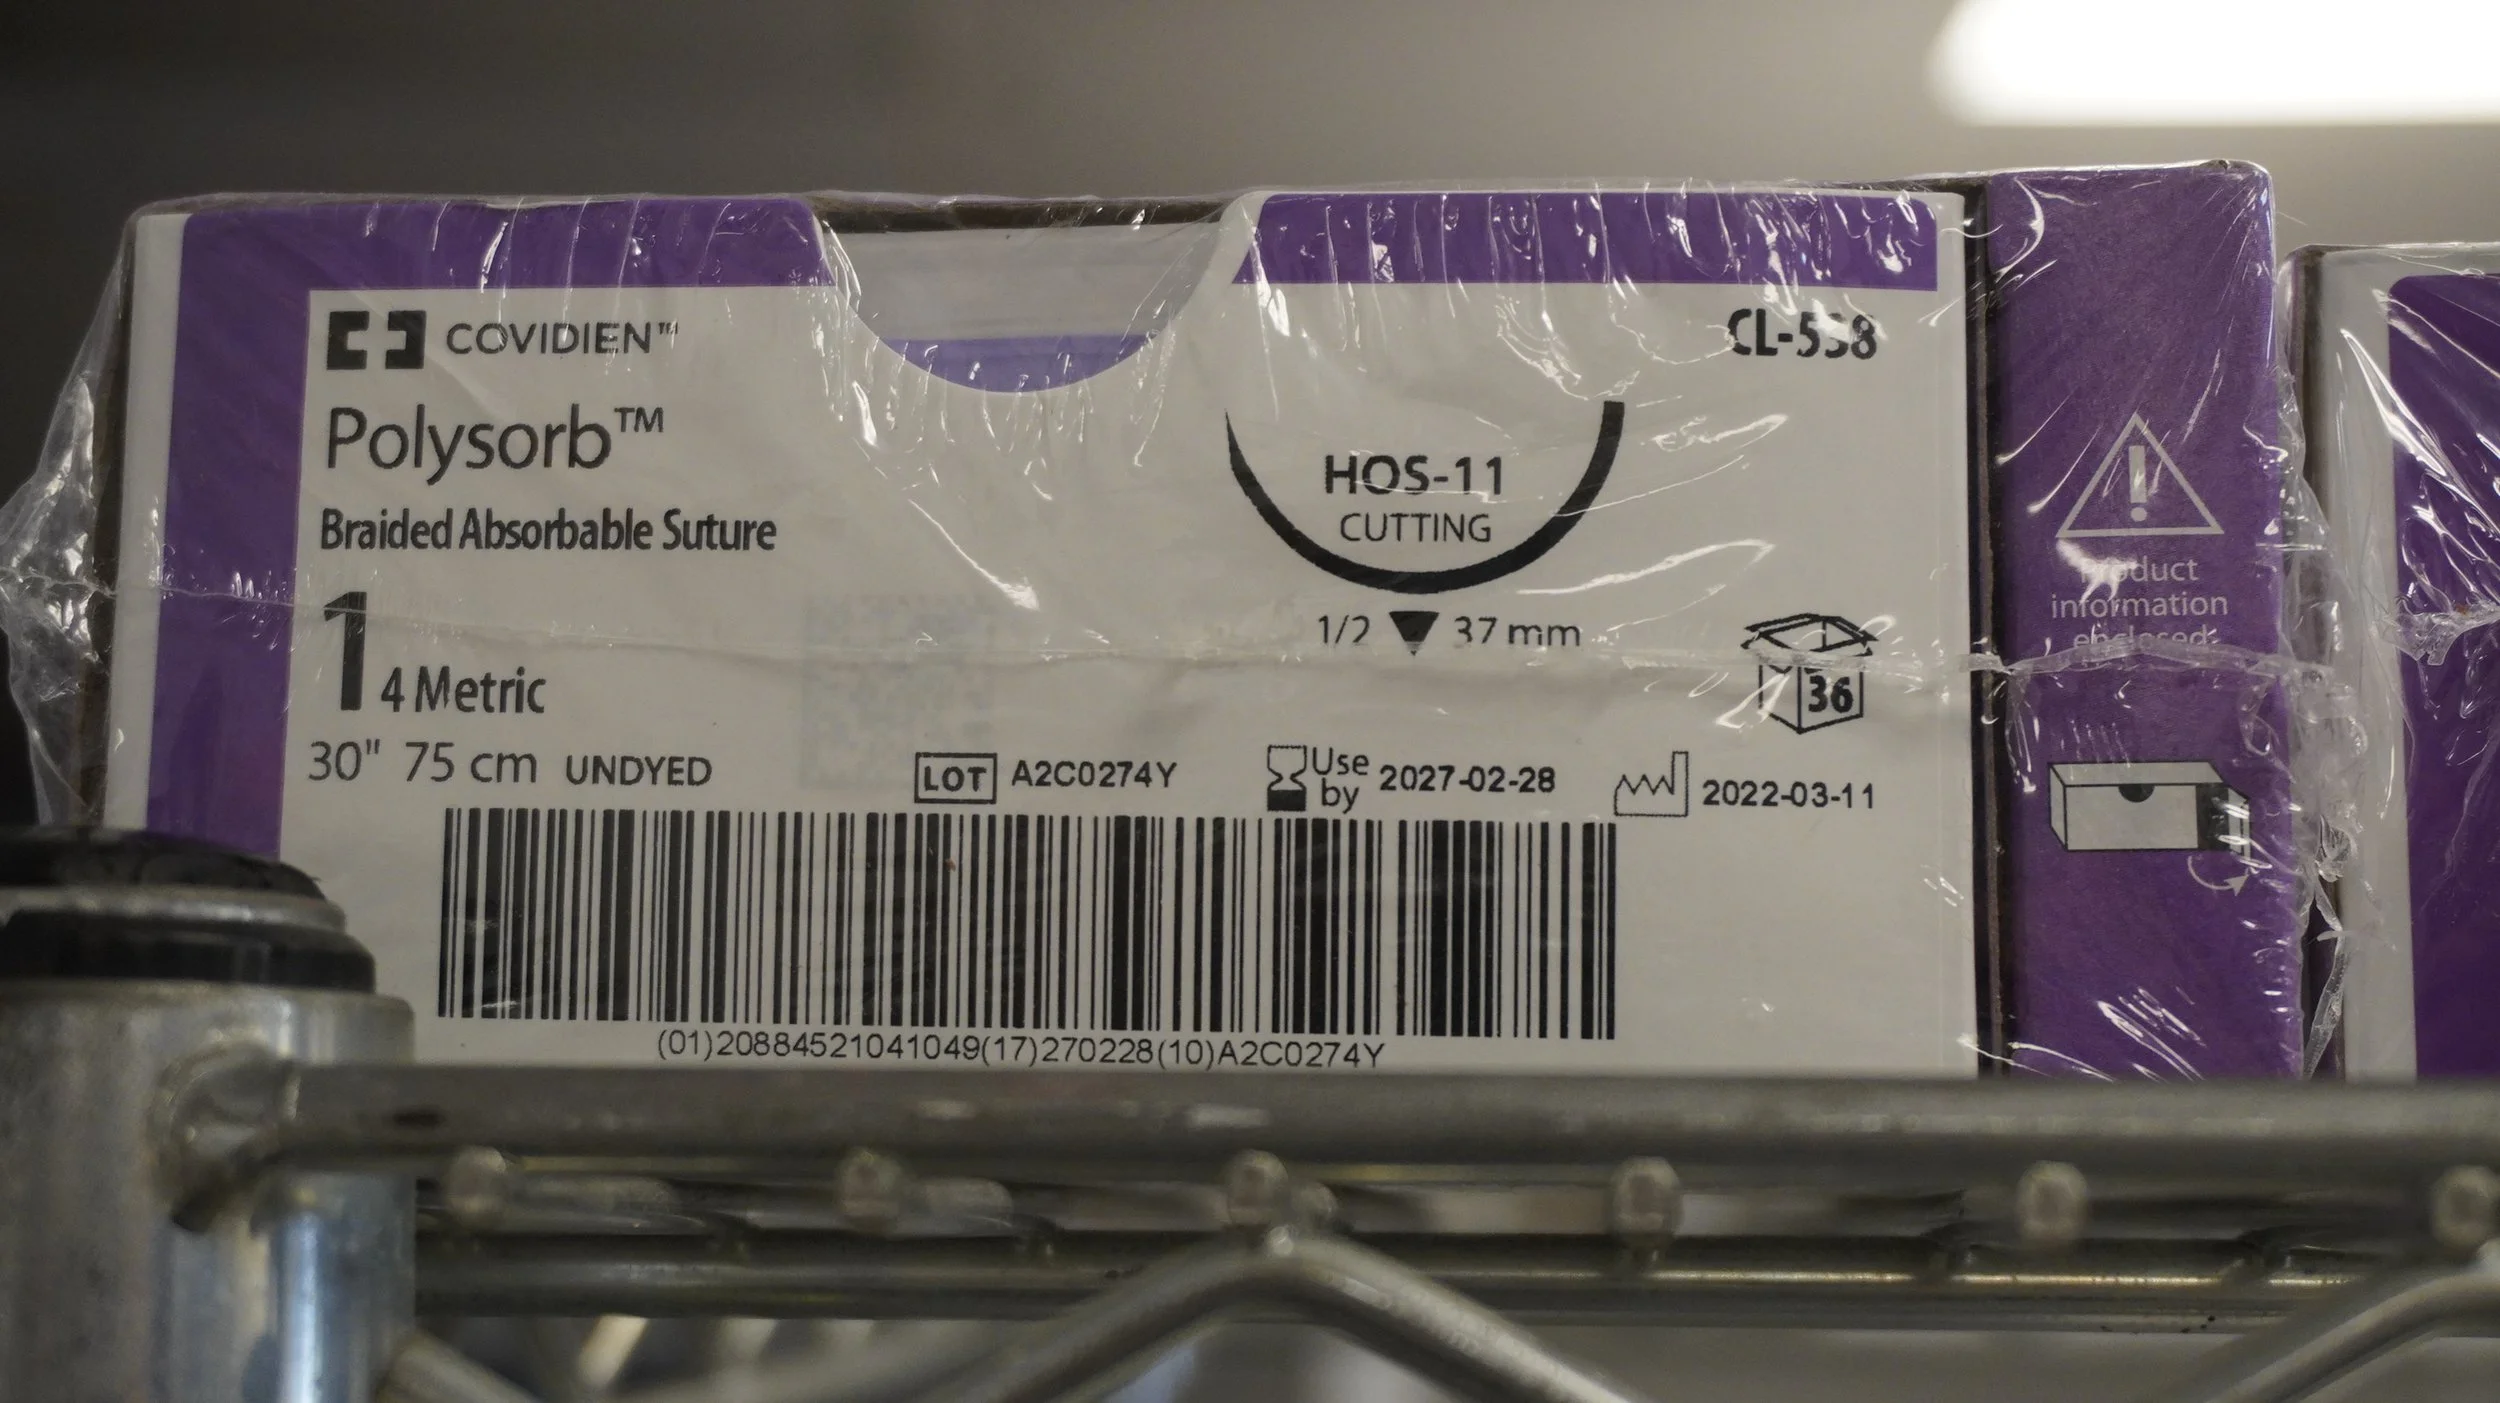 COVIDIEN™
Polysorb™
Braided Absorbable Suture
1 4 Metric
30" 75 cm UNDYED
HOS-11
CUTTING
1/2 37 mm
36
LOT A2C0274Y
Use by 2027-02-28
2022-03-11
(01)20884521041049(17)270228(10)A2C0274Y
Product
information
enclosed